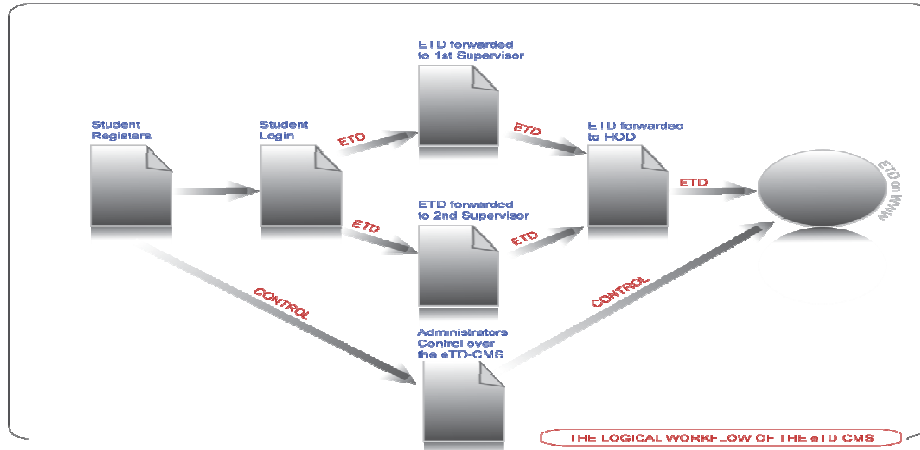 ETD forwarded
to 1st Supervisor
Student
Registers
Student
Login
ETD
ETD
ETD forwarded
to HOD
ETD
ETD on WWW
ETD forwarded
to 2nd Supervisor
ETD
ETD
CONTROL
CONTROL
Administrators
Control over
the eTD-CMS
THE LOGICAL WORKFLOW OF THE eTD CMS